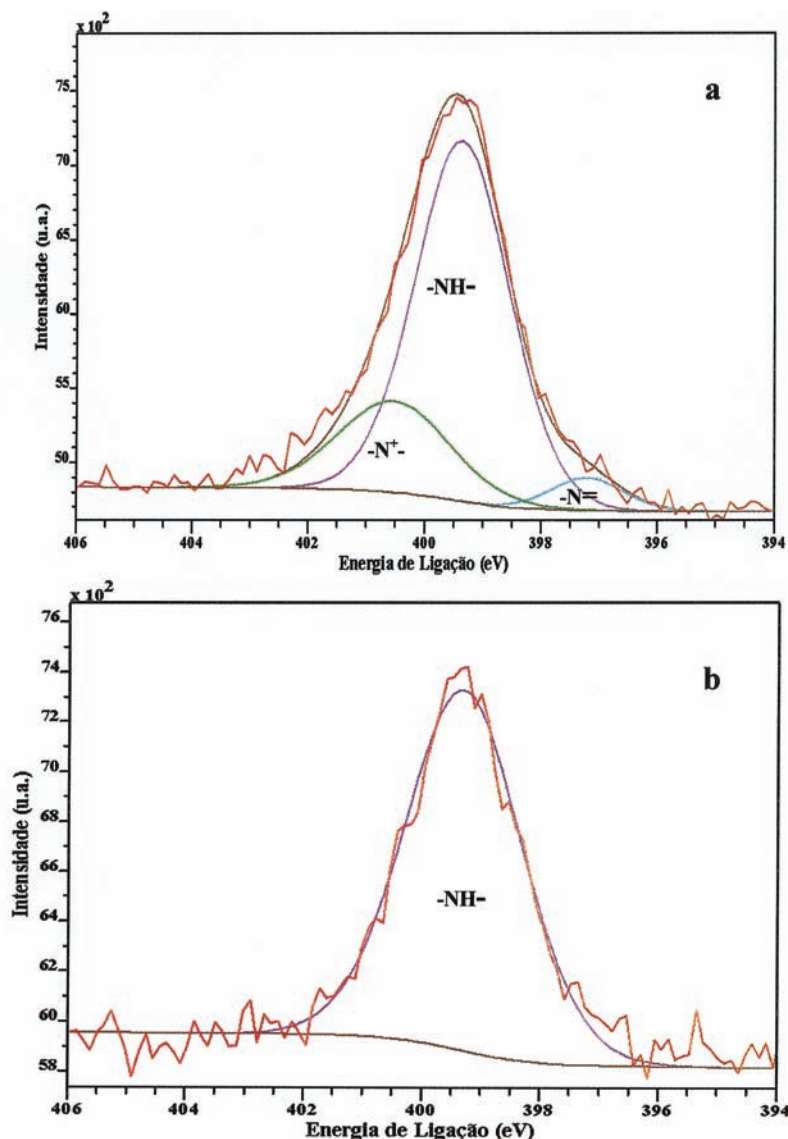 x 10²
a
Intensidade (u.a.)
75
70
65
60
55
50
-NH-
-N⁺-
-N=
406 404 402 400 398 396 394
Energia de Ligação (eV)
x 10²
b
Intensidade (u.a.)
76
74
72
70
68
66
64
62
60
58
-NH-
406 404 402 400 398 396 394
Energia de Ligação (eV)